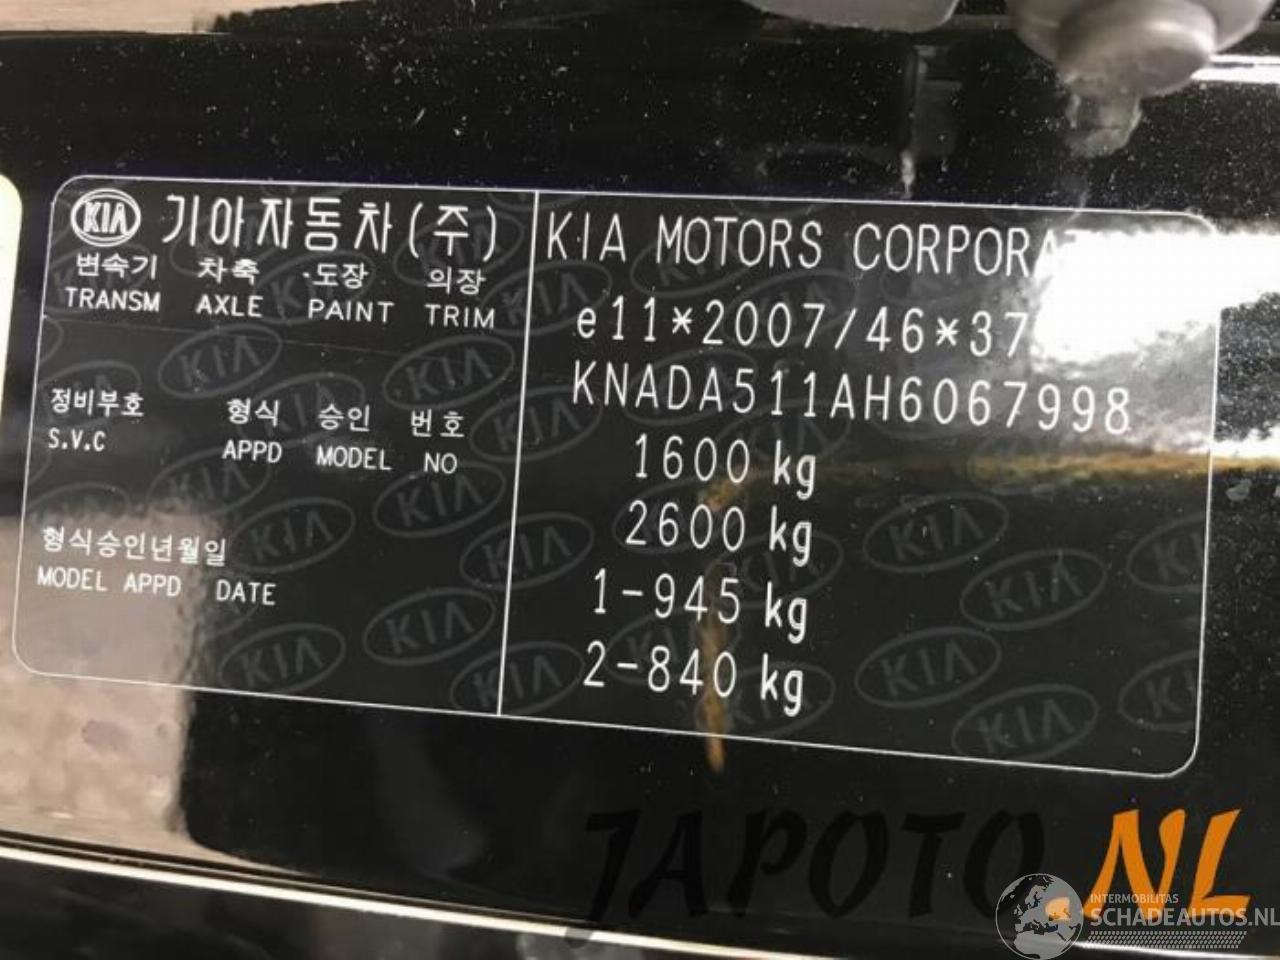 KIA 기아자동차(주)
변속기 차축 도장 의장
TRANSM AXLE PAINT TRIM
정비부호 형식 승인 번호
S.V.C APPD MODEL NO
형식승인년월일
MODEL APPD DATE
KIA MOTORS
e11*2007/46*37
KNADA511AH6067998
1600 kg
2600 kg
1-945 kg
2-840 kg
JAPOTO.NL
INTERMOBILITAS
SCHADEAUTOS.NL